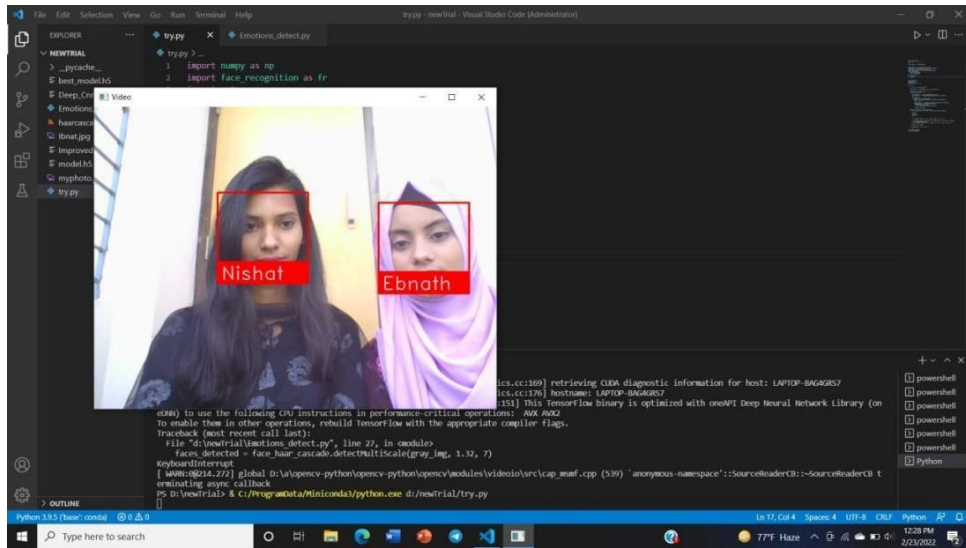 File Edit Selection View Go Run Terminal Help
try.py - newTrial - Visual Studio Code [Administrator]
EXPLORER
try.py
Emotions_detect.py
NEWTRIAL
try.py > ...
__pycache__
1 import numpy as np
best_model.h5
2 import face_recognition as fr
Deep_Cnn
Video
Emotions
haarcasca
Ibnat.jpg
Improved
model.h5
myphoto
try.py
Nishat
Ebnath
ics.cc:169] retrieving CUDA diagnostic information for host: LAPTOP-BAG4GRS7
ics.cc:176] hostname: LAPTOP-BAG4GRS7
:151] This TensorFlow binary is optimized with oneAPI Deep Neural Network Library (on
eDNN) to use the following CPU instructions in performance-critical operations: AVX AVX2
To enable them in other operations, rebuild TensorFlow with the appropriate compiler flags.
Traceback (most recent call last):
File "d:\newTrial\Emotions_detect.py", line 27, in <module>
faces_detected = face_haar_cascade.detectMultiScale(gray_img, 1.32, 7)
KeyboardInterrupt
[ WARN:0@214.272] global D:\a\opencv-python\opencv-python\opencv\modules\videoio\src\cap_msmf.cpp (539) `anonymous-namespace'::SourceReaderCB::~SourceReaderCB t
erminating async callback
PS D:\newTrial> & C:/ProgramData/Miniconda3/python.exe d:/newTrial/try.py
powershell
powershell
powershell
powershell
powershell
powershell
Python
OUTLINE
Python 3.9.5 ('base': conda) 0 0
Ln 17, Col 4 Spaces: 4 UTF-8 CRLF Python
Type here to search
77°F Haze
12:28 PM
2/23/2022